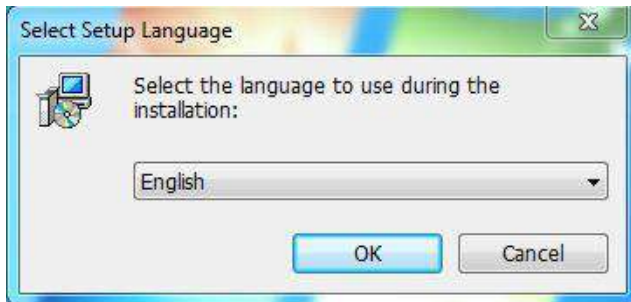 Select Setup Language
Select the language to use during the
installation:
English
OK
Cancel